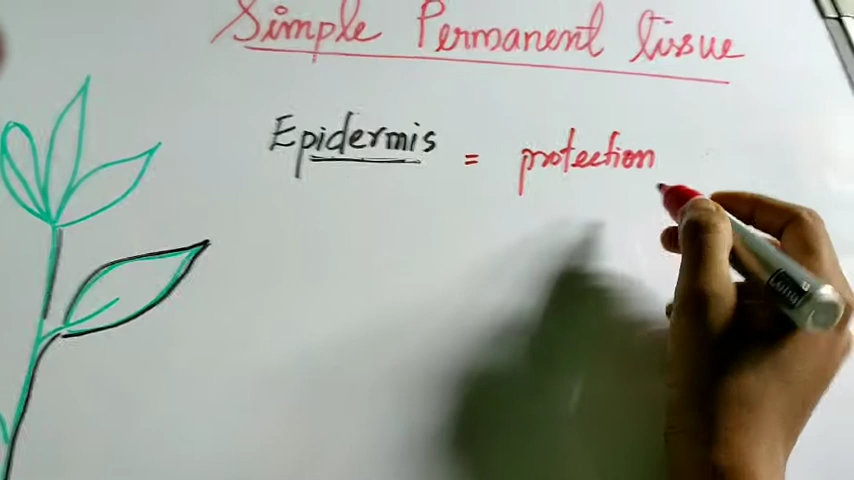 Simple Permanent tissue
Epidermis = protection